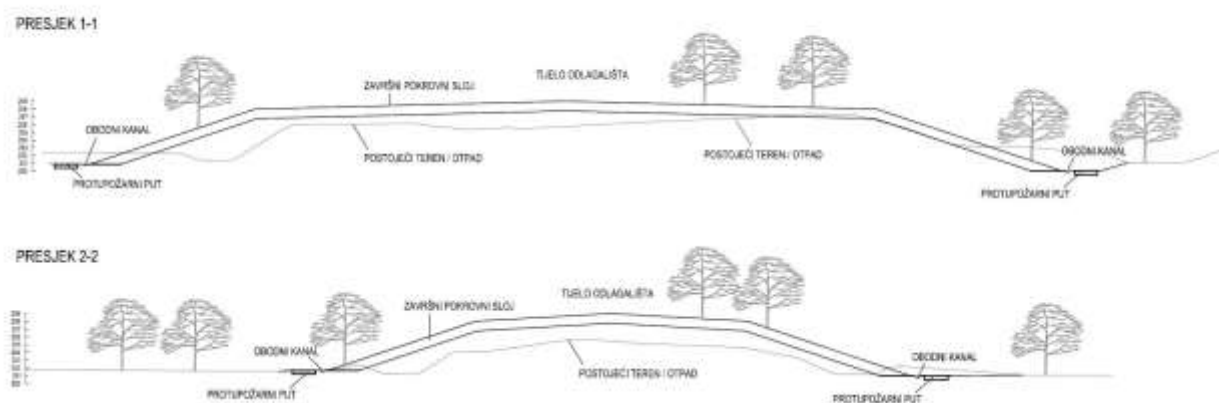 PRESJEK 1-1
TIJELO ODLAGALIŠTA
ZAVRŠNI POKROVNI SLOJ
OBODNI KANAL
POSTOJEĆI TEREN / OTPAD
POSTOJEĆI TEREN / OTPAD
OBODNI KANAL
PROTUPOŽARNI PUT
PROTUPOŽARNI PUT
PRESJEK 2-2
TIJELO ODLAGALIŠTA
ZAVRŠNI POKROVNI SLOJ
OBODNI KANAL
OBODNI KANAL
POSTOJEĆI TEREN / OTPAD
PROTUPOŽARNI PUT
PROTUPOŽARNI PUT